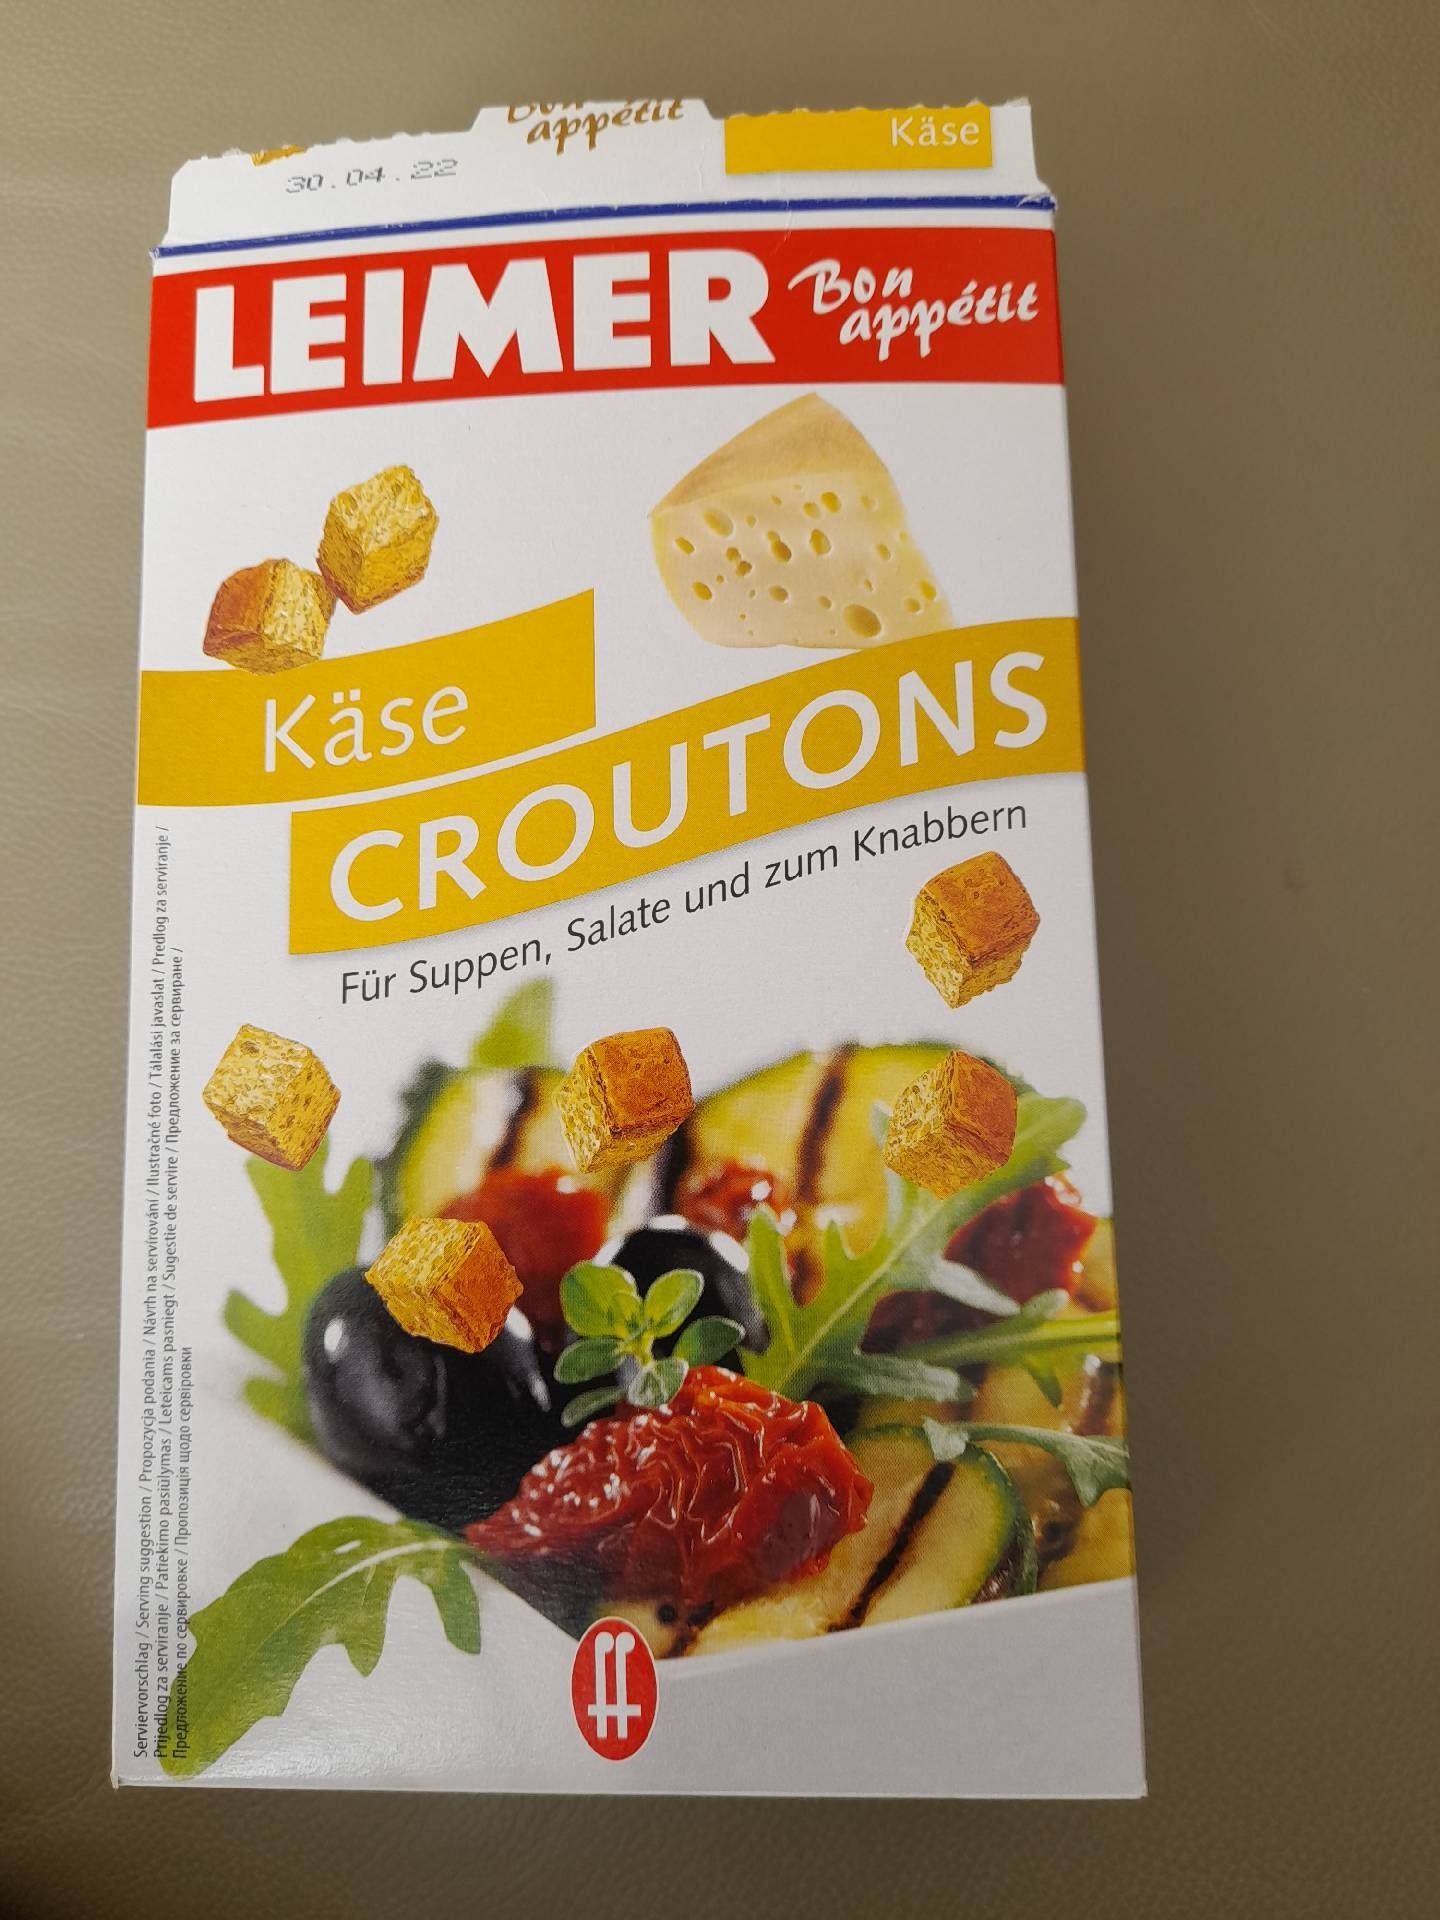 Bon
appétit
Käse
30.04.22
LEIMER
Bon
appétit
Käse
CROUTONS
Für Suppen, Salate und zum Knabbern
Serviervorschlag / Serving suggestion / Propozycja podania / Návrh na servírování / Ilustračné foto / Tálalási javaslat / Predlog za serviranje /
Prijedlog za serviranje / Patiekimo pasiūlymas / Leteicams pasniegt / Sugestie de servire / Предложение за сервиране /
Предложение по сервировке / Пропозиція щодо сервіровки
ff